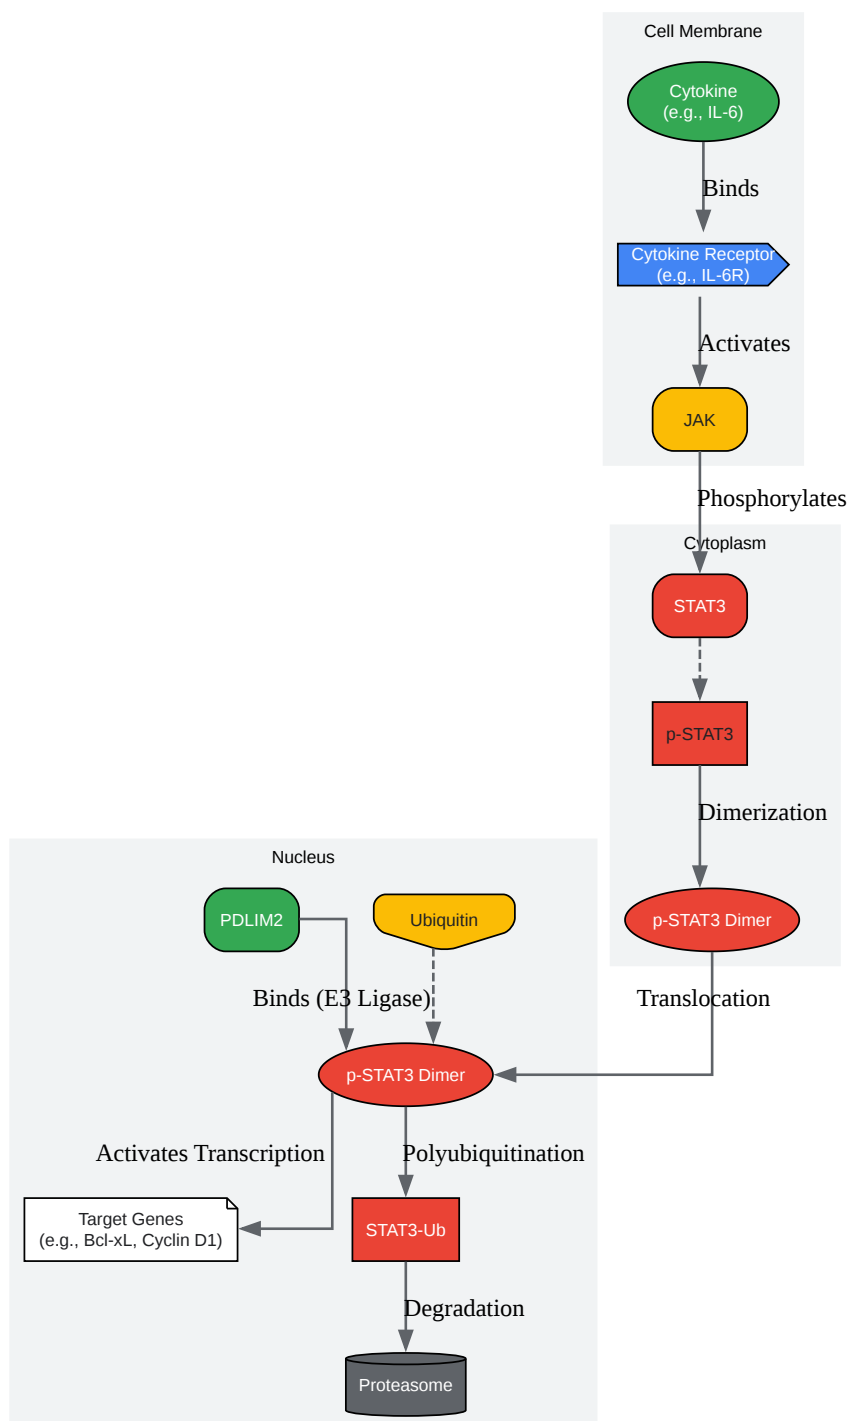 Cell Membrane
Cytokine
(e.g., IL-6)
Binds
Cytokine Receptor
(e.g., IL-6R)
Activates
JAK
Phosphorylates
Cytoplasm
STAT3
p-STAT3
Dimerization
p-STAT3 Dimer
Translocation
Nucleus
PDLIM2
Ubiquitin
Binds (E3 Ligase)
p-STAT3 Dimer
Activates Transcription
Polyubiquitination
Target Genes
(e.g., Bcl-xL, Cyclin D1)
STAT3-Ub
Degradation
Proteasome